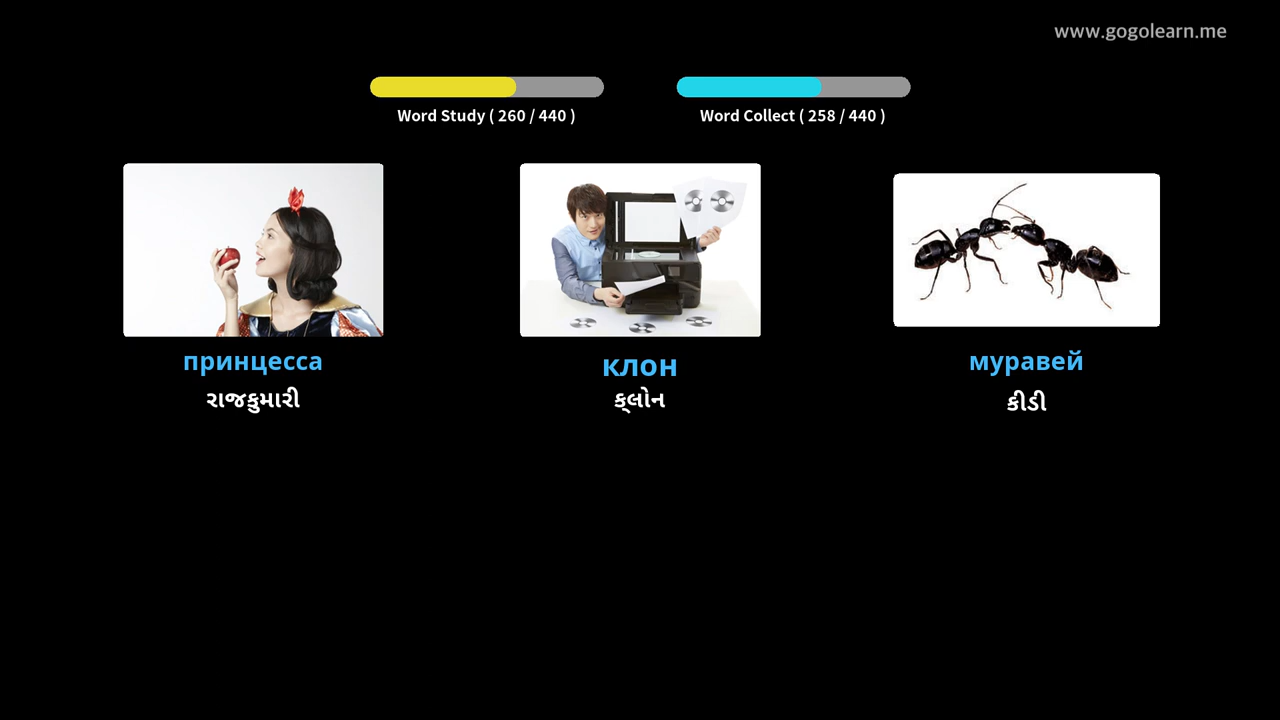 www.gogolearn.me
Word Study ( 260 / 440 )
Word Collect ( 258 / 440 )
принцесса
રાજકુમારી
клон
ક્લોન
муравей
કીડી